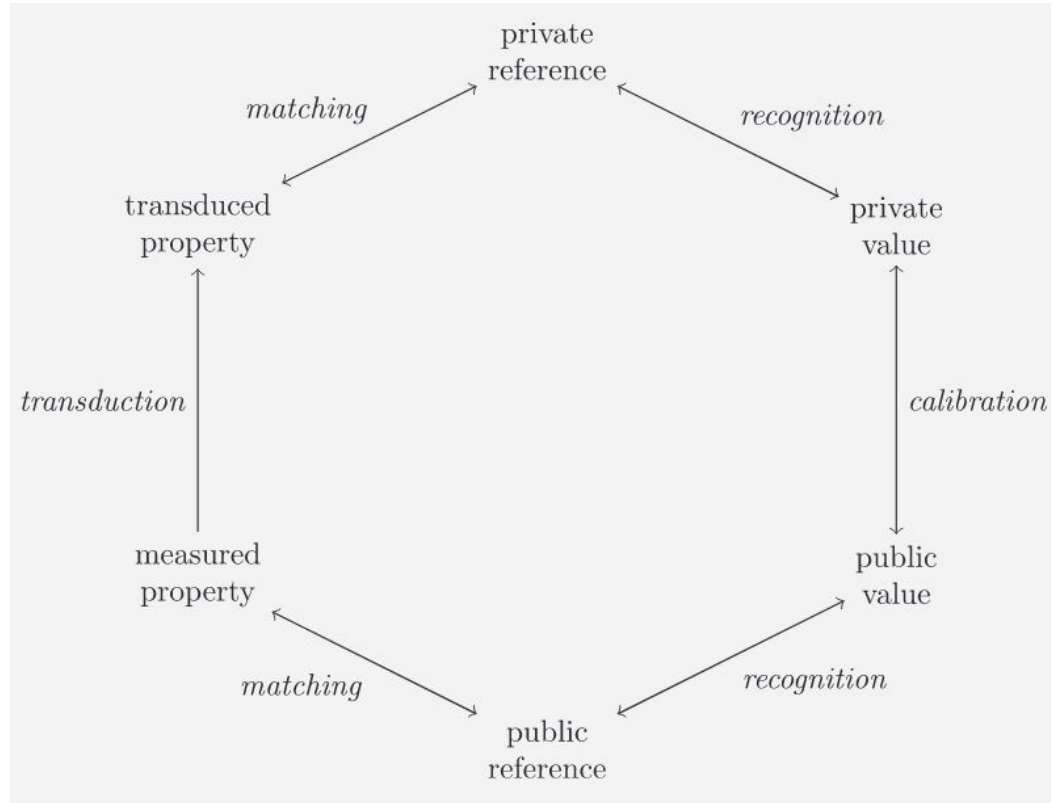 private
reference
matching
recognition
transduced
property
private
value
transduction
calibration
measured
property
public
value
matching
recognition
public
reference